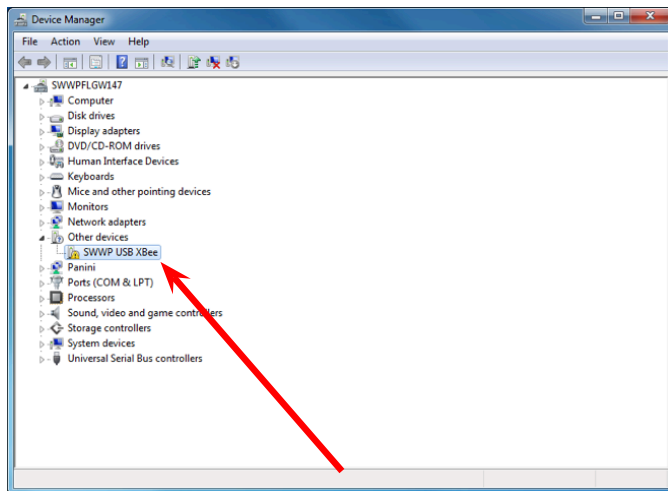 Device Manager
File Action View Help
SWWPFLGW147
Computer
Disk drives
Display adapters
DVD/CD-ROM drives
Human Interface Devices
Keyboards
Mice and other pointing devices
Monitors
Network adapters
Other devices
SWWP USB XBee
Panini
Ports (COM & LPT)
Processors
Sound, video and game controllers
Storage controllers
System devices
Universal Serial Bus controllers